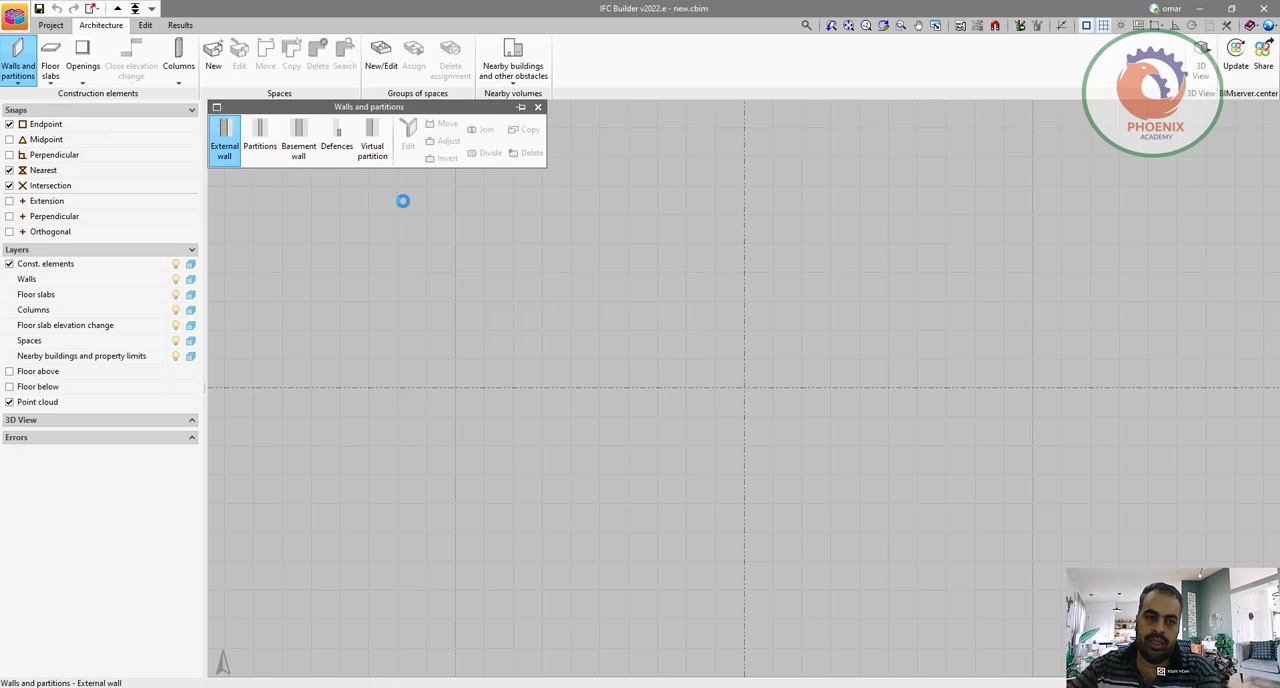 IFC Builder v2022.e - new.cbim
omar
Project
Architecture
Edit
Results
Walls and partitions
Floor slabs
Openings
Close elevation change
Columns
New
Edit
Move
Copy
Delete
Search
New/Edit
Assign
Delete assignment
Nearby buildings and other obstacles
3D View
Update
Share
Construction elements
Spaces
Groups of spaces
Nearby volumes
3D View
BIMserver.center
PHOENIX
ACADEMY
Snaps
Endpoint
Midpoint
Perpendicular
Nearest
Intersection
Extension
Perpendicular
Orthogonal
Layers
Const. elements
Walls
Floor slabs
Columns
Floor slab elevation change
Spaces
Nearby buildings and property limits
Floor above
Floor below
Point cloud
3D View
Errors
Walls and partitions
External wall
Partitions
Basement wall
Defences
Virtual partition
Edit
Move
Adjust
Invert
Join
Divide
Copy
Delete
XSplit VCam
Walls and partitions - External wall